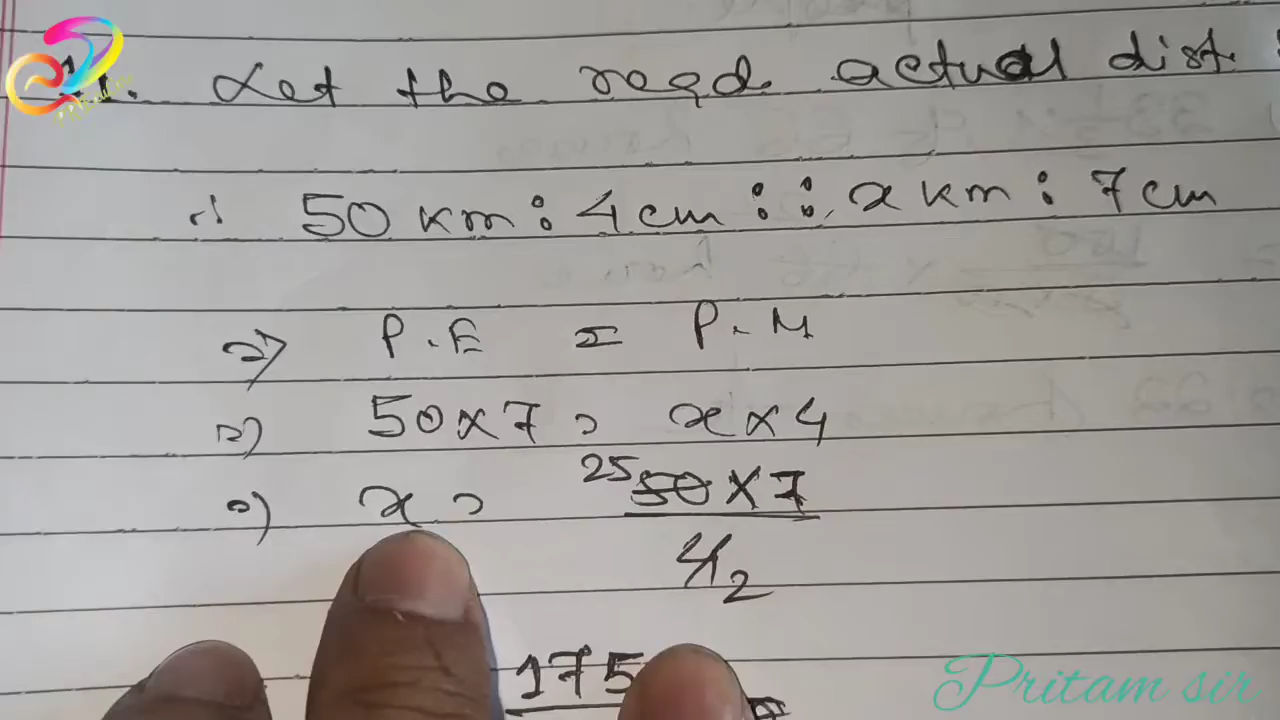 11. Let the reqd. actual dist.
∴ 50 km : 4 cm :: x km : 7 cm
=> P.E = P.M
=> 50 x 7 = x x 4
=> x = 25 50 x 7
4 2
175
Pritam sir